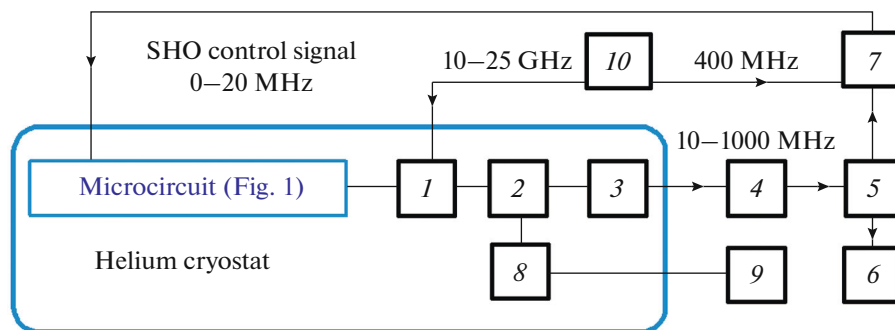 SHO control signal
0–20 MHz
10–25 GHz
10
400 MHz
7
10–1000 MHz
Microcircuit (Fig. 1)
1
2
3
4
5
Helium cryostat
8
9
6